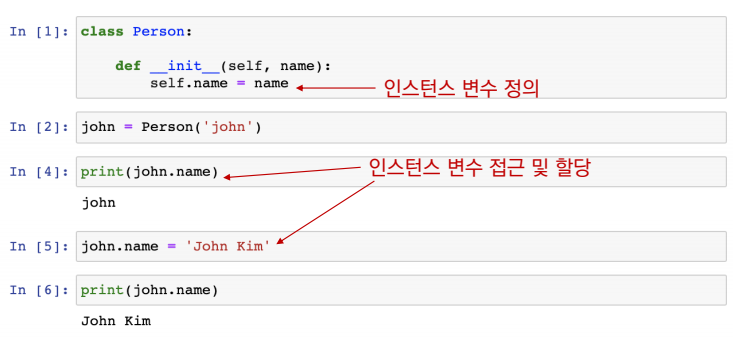 In [1]: class Person:
def __init__(self, name):
self.name = name
인스턴스 변수 정의
In [2]: john = Person('john')
In [4]: print(john.name)
인스턴스 변수 접근 및 할당
john
In [5]: john.name = 'John Kim'
In [6]: print(john.name)
John Kim